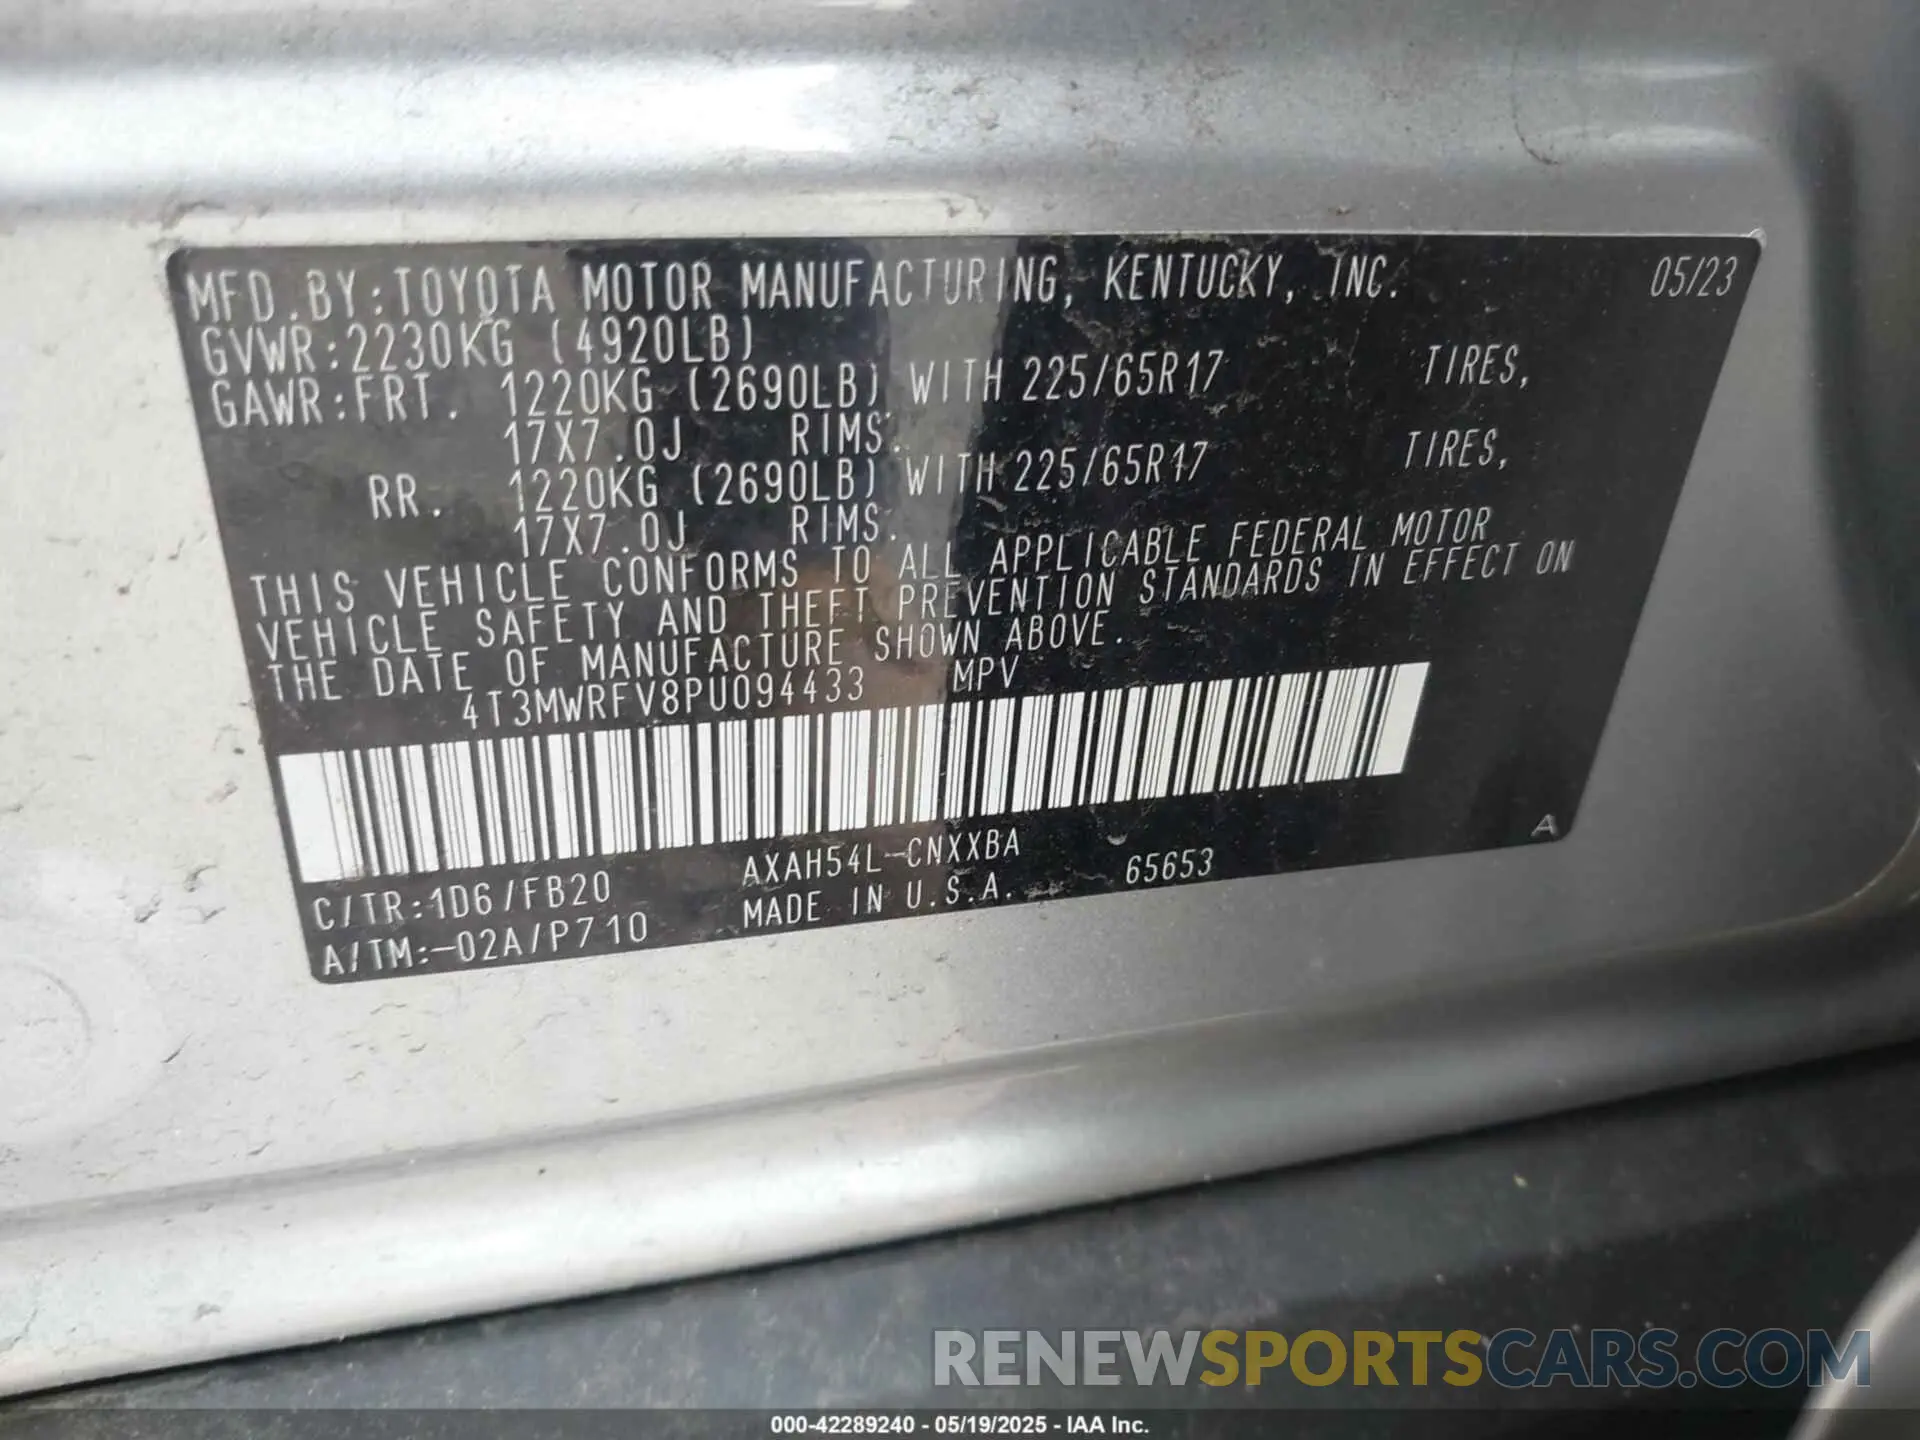 MFD.BY:TOYOTA MOTOR MANUFACTURING, KENTUCKY, INC. 05/23
GVWR:2230KG (4920LB)
GAWR:FRT. 1220KG (2690LB) WITH 225/65R17 TIRES,
17X7.0J RIMS.
RR. 1220KG (2690LB) WITH 225/65R17 TIRES,
17X7.0J RIMS.
THIS VEHICLE CONFORMS TO ALL APPLICABLE FEDERAL MOTOR
VEHICLE SAFETY AND THEFT PREVENTION STANDARDS IN EFFECT ON
THE DATE OF MANUFACTURE SHOWN ABOVE.
4T3MWRFV8PU094433 MPV
A
C/TR:1D6/FB20 AXAH54L-CNXXBA
A/TM:-02A/P710 MADE IN U.S.A. 65653
RENEWSPORTSCARS.COM
000-42289240 - 05/19/2025 - IAA Inc.